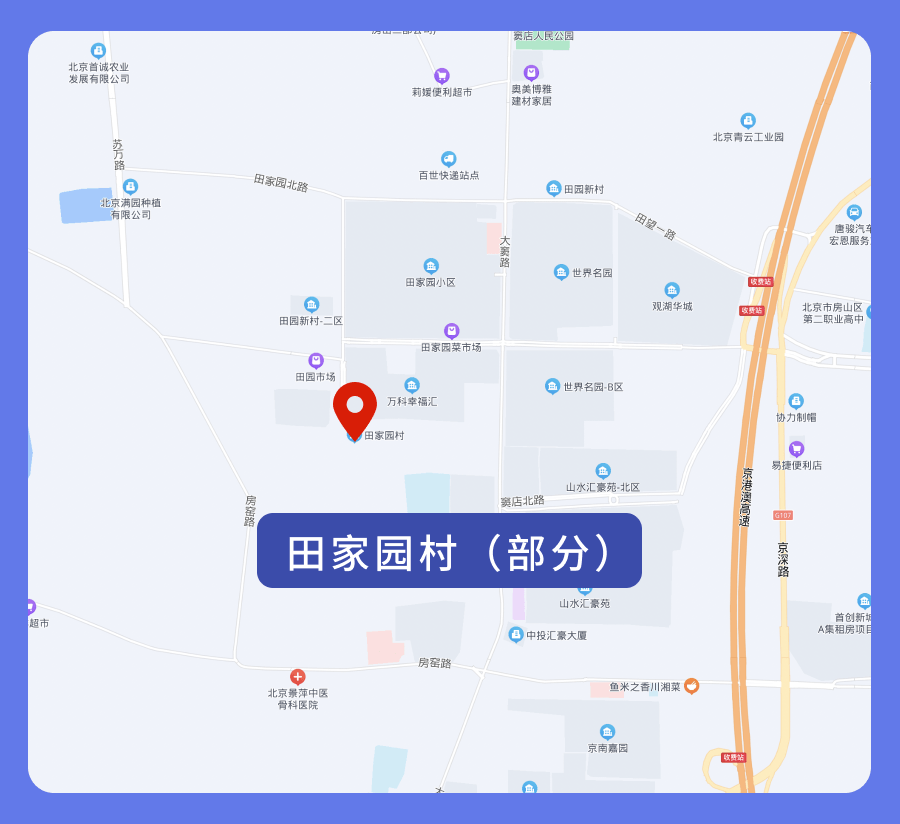 窦店人民公园
北京首诚农业
发展有限公司
莉媛便利超市
奥美博雅
建材家居
北京青云工业园
苏万路
百世快递站点
田家园北路
田园新村
北京满园种植
有限公司
田望一路
唐骏汽车
宏恩服务
大窦路
田家园小区
世界名园
观湖华城
收费站
收费站
北京市房山区
第二职业高中
田园新村-二区
田家园菜市场
田园市场
万科幸福汇
世界名园-B区
协力制帽
田家园村
易捷便利店
山水汇豪苑-北区
京港澳高速
房窑路
窦店北路
G107
田家园村（部分）
京深路
山水汇豪苑
超市
首创新城
A集租房项目
中投汇豪大厦
房窑路
北京景萍中医
骨科医院
鱼米之香川湘菜
京南嘉园
收费站